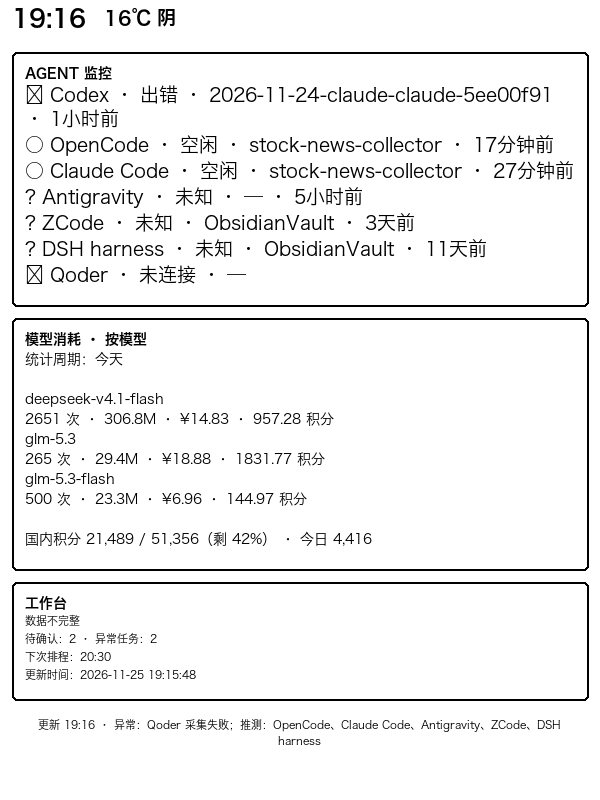 19:16 16℃ 阴
AGENT 监控
☒ Codex · 出错 · 2026-11-24-claude-claude-5ee00f91
· 1小时前
○ OpenCode · 空闲 · stock-news-collector · 17分钟前
○ Claude Code · 空闲 · stock-news-collector · 27分钟前
? Antigravity · 未知 · — · 5小时前
? ZCode · 未知 · ObsidianVault · 3天前
? DSH harness · 未知 · ObsidianVault · 11天前
☒ Qoder · 未连接 · —
模型消耗 · 按模型
统计周期：今天
deepseek-v4.1-flash
2651 次 · 306.8M · ¥14.83 · 957.28 积分
glm-5.3
265 次 · 29.4M · ¥18.88 · 1831.77 积分
glm-5.3-flash
500 次 · 23.3M · ¥6.96 · 144.97 积分
国内积分 21,489 / 51,356（剩 42%） · 今日 4,416
工作台
数据不完整
待确认：2 · 异常任务：2
下次排程：20:30
更新时间：2026-11-25 19:15:48
更新 19:16 · 异常：Qoder 采集失败；推测：OpenCode、Claude Code、Antigravity、ZCode、DSH
harness